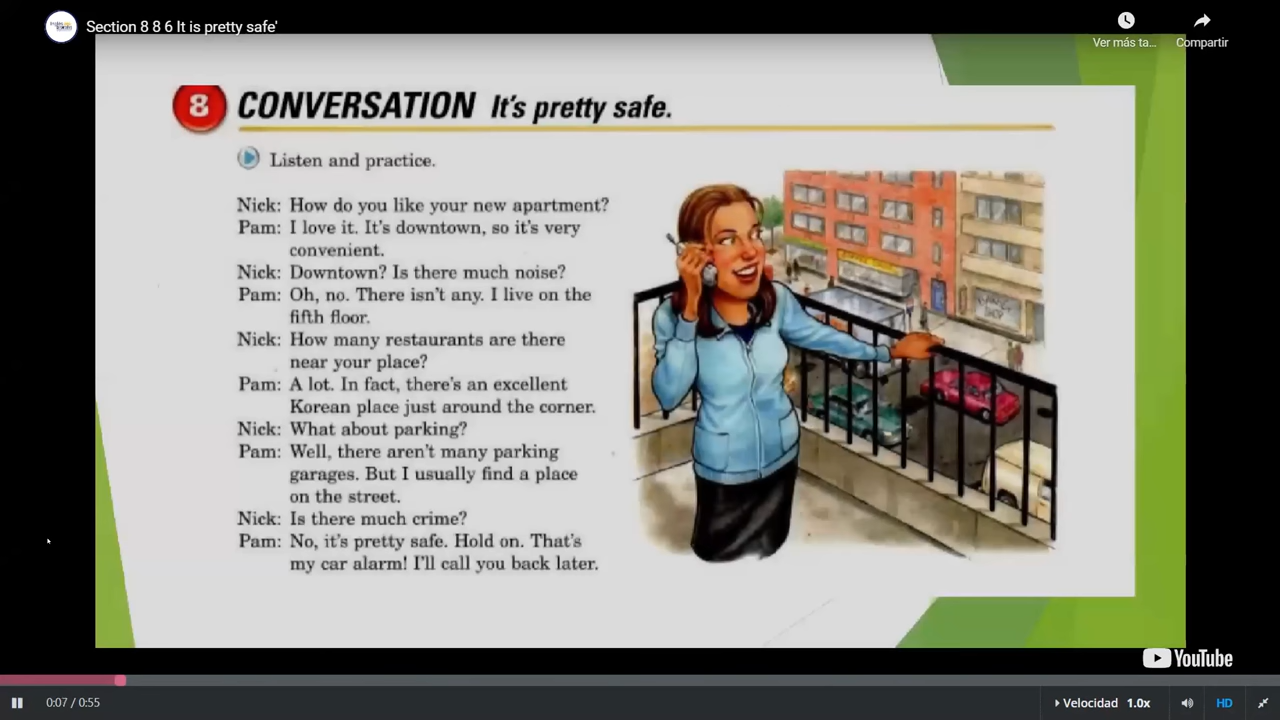 Section 8 8 6 It is pretty safe'
Ver más ta...
Compartir
8 CONVERSATION It's pretty safe.
Listen and practice.
Nick: How do you like your new apartment?
Pam: I love it. It's downtown, so it's very
convenient.
Nick: Downtown? Is there much noise?
Pam: Oh, no. There isn't any. I live on the
fifth floor.
Nick: How many restaurants are there
near your place?
Pam: A lot. In fact, there's an excellent
Korean place just around the corner.
Nick: What about parking?
Pam: Well, there aren't many parking
garages. But I usually find a place
on the street.
Nick: Is there much crime?
Pam: No, it's pretty safe. Hold on. That's
my car alarm! I'll call you back later.
YouTube
0:07 / 0:55
Velocidad 1.0x
HD